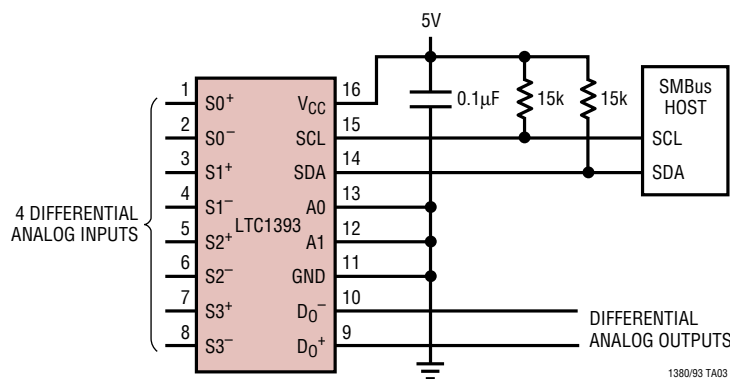 5V
1 S0+ VCC 16
2 S0− SCL 15
3 S1+ SDA 14
4 S1− A0 13
5 S2+ A1 12
6 S2− GND 11
7 S3+ DO− 10
8 S3− DO+ 9
LTC1393
4 DIFFERENTIAL
ANALOG INPUTS
0.1µF
15k
15k
SMBus
HOST
SCL
SDA
DIFFERENTIAL
ANALOG OUTPUTS
1380/93 TA03